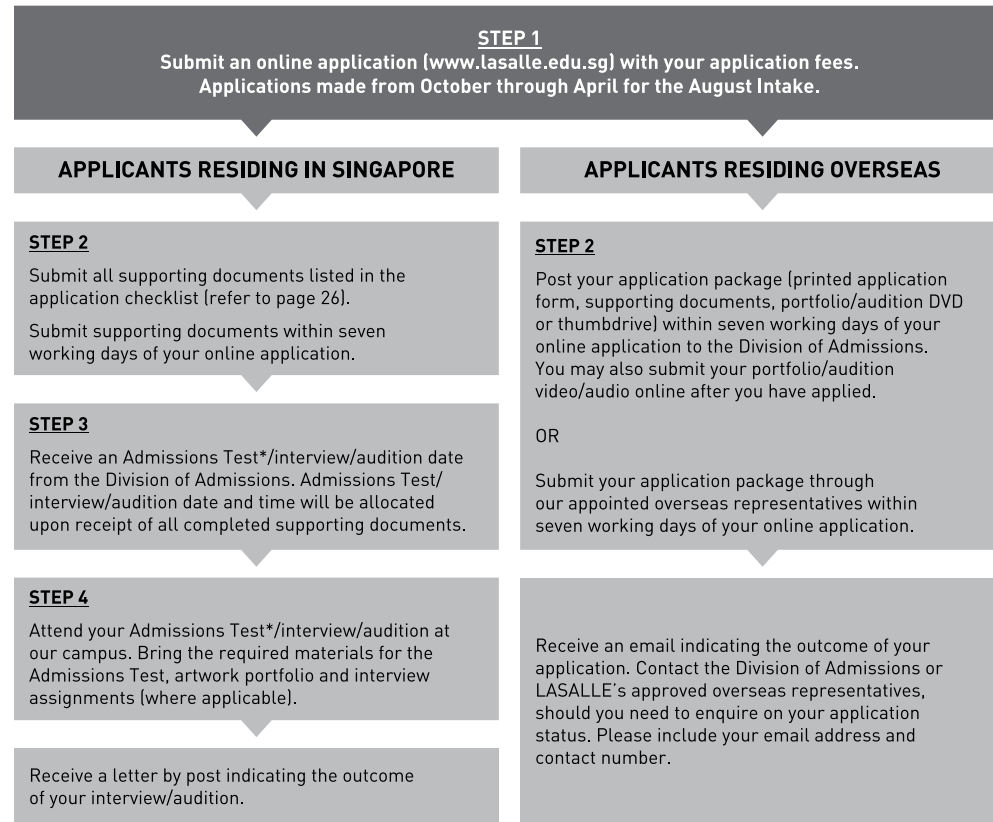 STEP 1
Submit an online application (www.lasalle.edu.sg) with your application fees.
Applications made from October through April for the August Intake.
APPLICANTS RESIDING IN SINGAPORE
STEP 2
Submit all supporting documents listed in the
application checklist (refer to page 26).
Submit supporting documents within seven
working days of your online application.
STEP 3
Receive an Admissions Test*/interview/audition date
from the Division of Admissions. Admissions Test/
interview/audition date and time will be allocated
upon receipt of all completed supporting documents.
STEP 4
Attend your Admissions Test*/interview/audition at
our campus. Bring the required materials for the
Admissions Test, artwork portfolio and interview
assignments (where applicable).
Receive a letter by post indicating the outcome
of your interview/audition.
APPLICANTS RESIDING OVERSEAS
STEP 2
Post your application package (printed application
form, supporting documents, portfolio/audition DVD
or thumbdrive) within seven working days of your
online application to the Division of Admissions.
You may also submit your portfolio/audition
video/audio online after you have applied.
OR
Submit your application package through
our appointed overseas representatives within
seven working days of your online application.
Receive an email indicating the outcome of your
application. Contact the Division of Admissions or
LASALLE's approved overseas representatives,
should you need to enquire on your application
status. Please include your email address and
contact number.